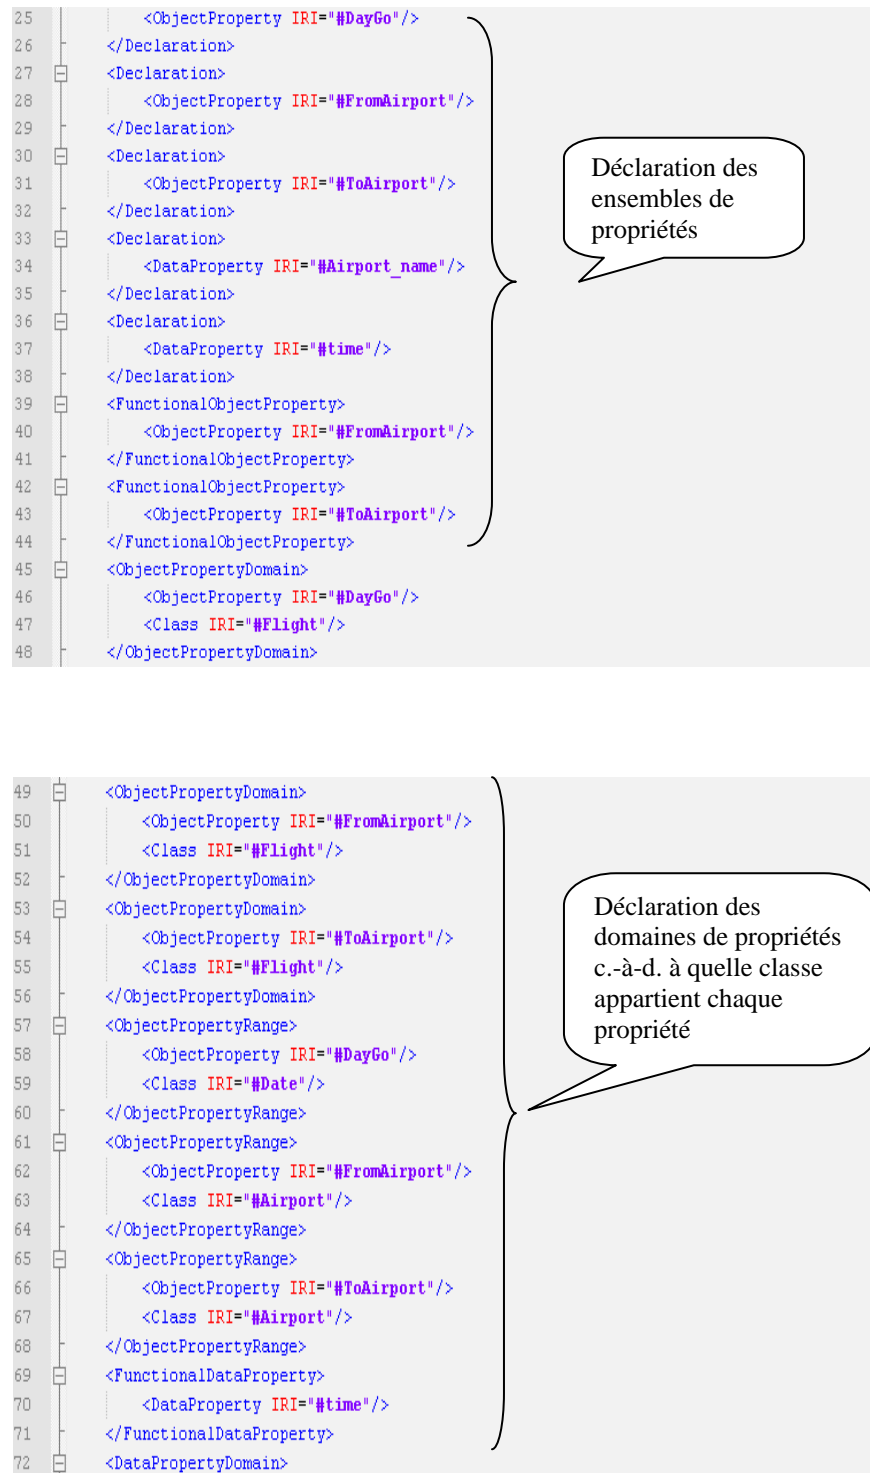 25 <ObjectProperty IRI="#DayGo"/>
26 </Declaration>
27 <Declaration>
28 <ObjectProperty IRI="#FromAirport"/>
29 </Declaration>
30 <Declaration>
31 <ObjectProperty IRI="#ToAirport"/>
32 </Declaration>
33 <Declaration>
34 <DataProperty IRI="#Airport_name"/>
35 </Declaration>
36 <Declaration>
37 <DataProperty IRI="#time"/>
38 </Declaration>
39 <FunctionalObjectProperty>
40 <ObjectProperty IRI="#FromAirport"/>
41 </FunctionalObjectProperty>
42 <FunctionalObjectProperty>
43 <ObjectProperty IRI="#ToAirport"/>
44 </FunctionalObjectProperty>
45 <ObjectPropertyDomain>
46 <ObjectProperty IRI="#DayGo"/>
47 <Class IRI="#Flight"/>
48 </ObjectPropertyDomain>
Déclaration des
ensembles de
propriétés
49 <ObjectPropertyDomain>
50 <ObjectProperty IRI="#FromAirport"/>
51 <Class IRI="#Flight"/>
52 </ObjectPropertyDomain>
53 <ObjectPropertyDomain>
54 <ObjectProperty IRI="#ToAirport"/>
55 <Class IRI="#Flight"/>
56 </ObjectPropertyDomain>
57 <ObjectPropertyRange>
58 <ObjectProperty IRI="#DayGo"/>
59 <Class IRI="#Date"/>
60 </ObjectPropertyRange>
61 <ObjectPropertyRange>
62 <ObjectProperty IRI="#FromAirport"/>
63 <Class IRI="#Airport"/>
64 </ObjectPropertyRange>
65 <ObjectPropertyRange>
66 <ObjectProperty IRI="#ToAirport"/>
67 <Class IRI="#Airport"/>
68 </ObjectPropertyRange>
69 <FunctionalDataProperty>
70 <DataProperty IRI="#time"/>
71 </FunctionalDataProperty>
72 <DataPropertyDomain>
Déclaration des
domaines de propriétés
c.-à-d. à quelle classe
appartient chaque
propriété